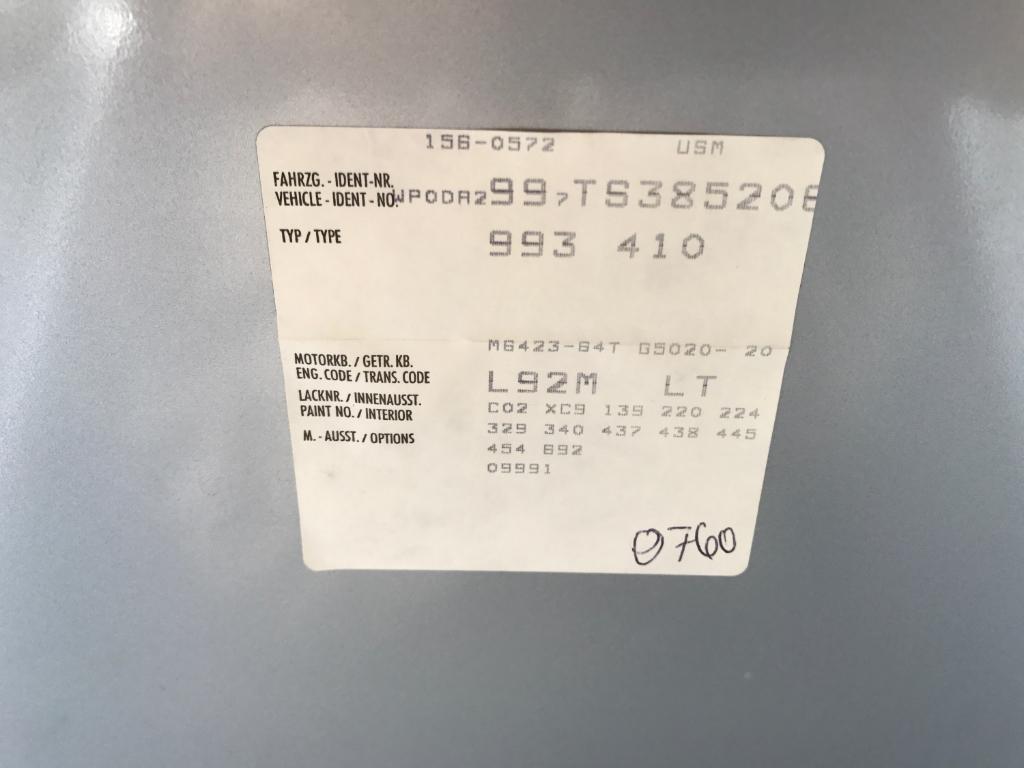 156-0572 USM
FAHRZG. - IDENT-NR.
VEHICLE - IDENT - NO. WP0DA299,TS385206
TYP / TYPE 993 410
M6423-64T G5020- 20
MOTORKB. / GETR. KB.
ENG. CODE / TRANS. CODE L92M LT
LACKNR. / INNENAUSST. C02 XC9 139 220 224
PAINT NO. / INTERIOR 329 340 437 438 445
M. - AUSST. / OPTIONS 454 692
09991
0760